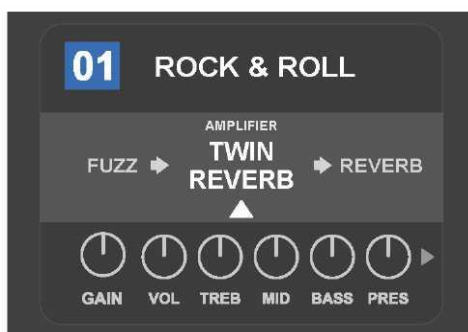 01 ROCK & ROLL
AMPLIFIER
FUZZ TWIN REVERB REVERB
GAIN VOL TREB MID BASS PRES